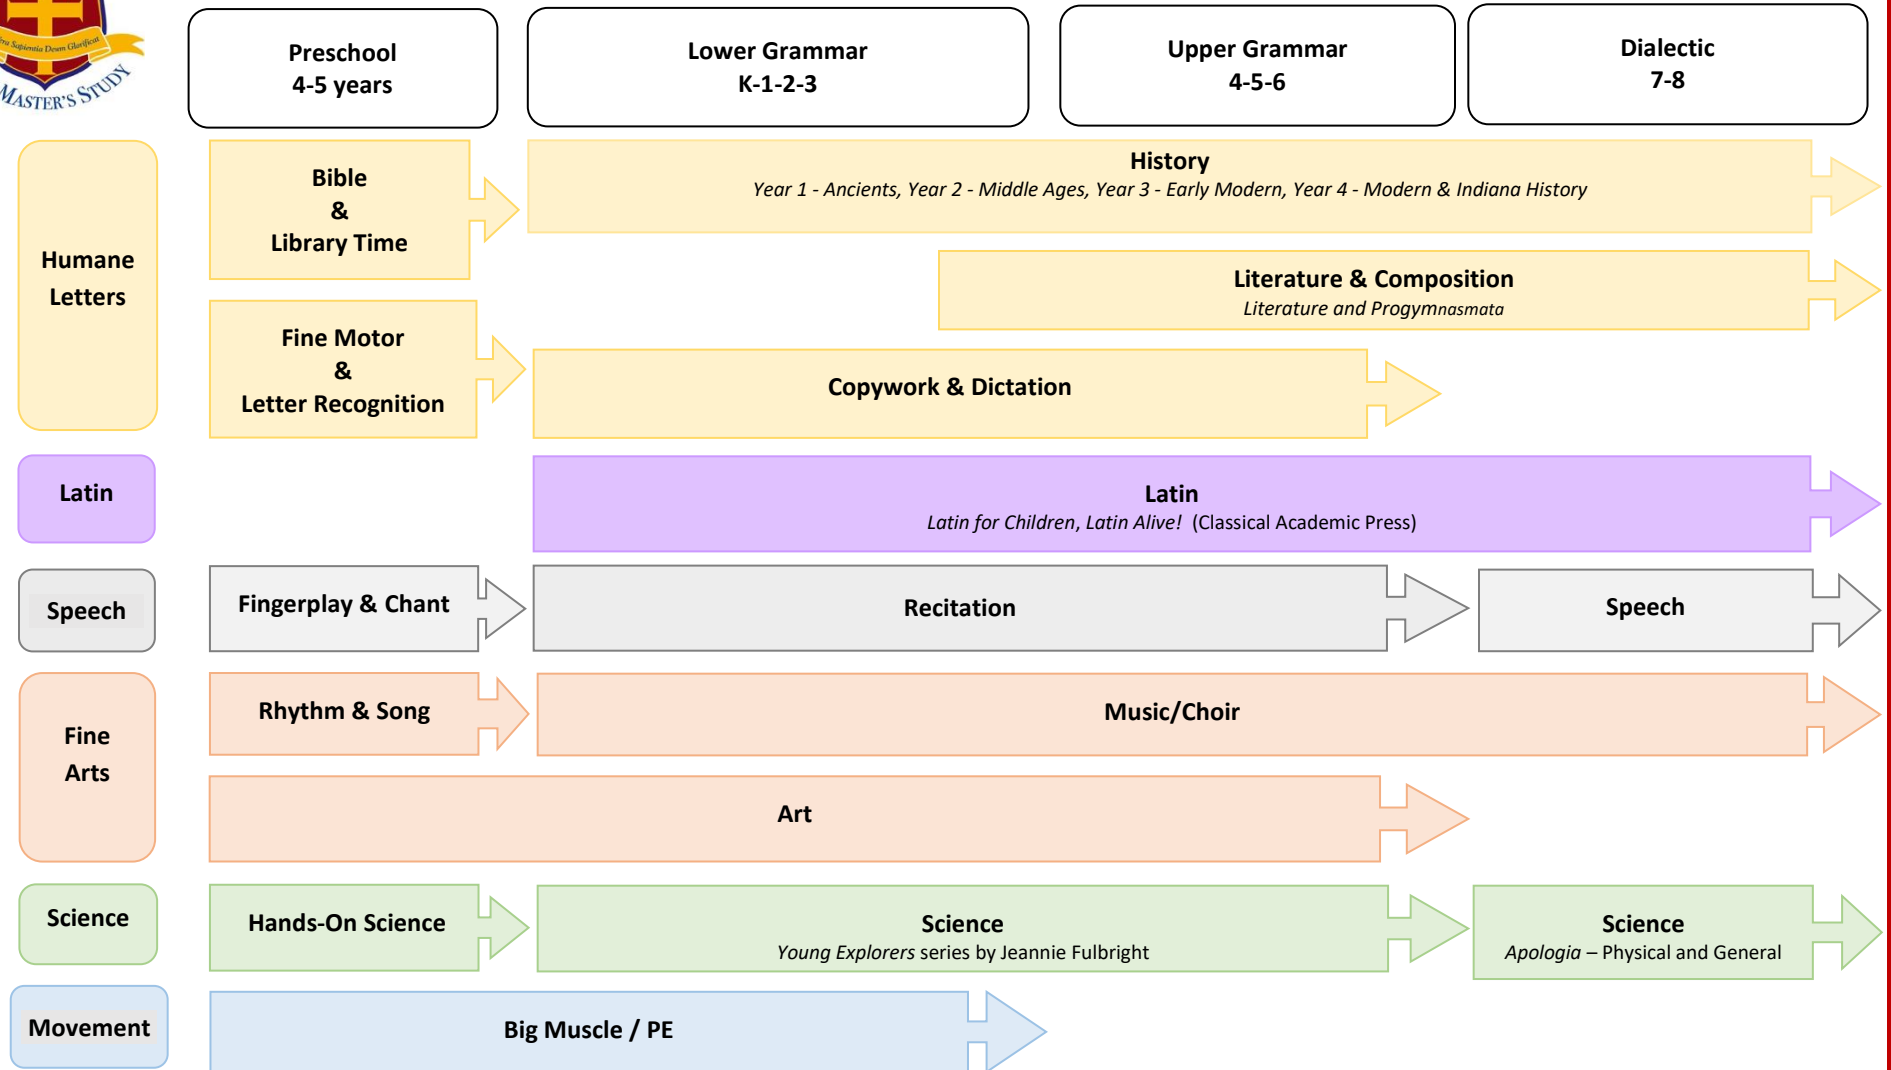 Vera Sapientia Deum Glorificat
MASTER'S STUDY
Preschool
4-5 years
Lower Grammar
K-1-2-3
Upper Grammar
4-5-6
Dialectic
7-8
Humane
Letters
Bible
&
Library Time
History
Year 1 - Ancients, Year 2 - Middle Ages, Year 3 - Early Modern, Year 4 - Modern & Indiana History
Literature & Composition
Literature and Progymnasmata
Fine Motor
&
Letter Recognition
Copywork & Dictation
Latin
Latin
Latin for Children, Latin Alive! (Classical Academic Press)
Speech
Fingerplay & Chant
Recitation
Speech
Fine
Arts
Rhythm & Song
Music/Choir
Art
Science
Hands-On Science
Science
Young Explorers series by Jeannie Fulbright
Science
Apologia – Physical and General
Movement
Big Muscle / PE